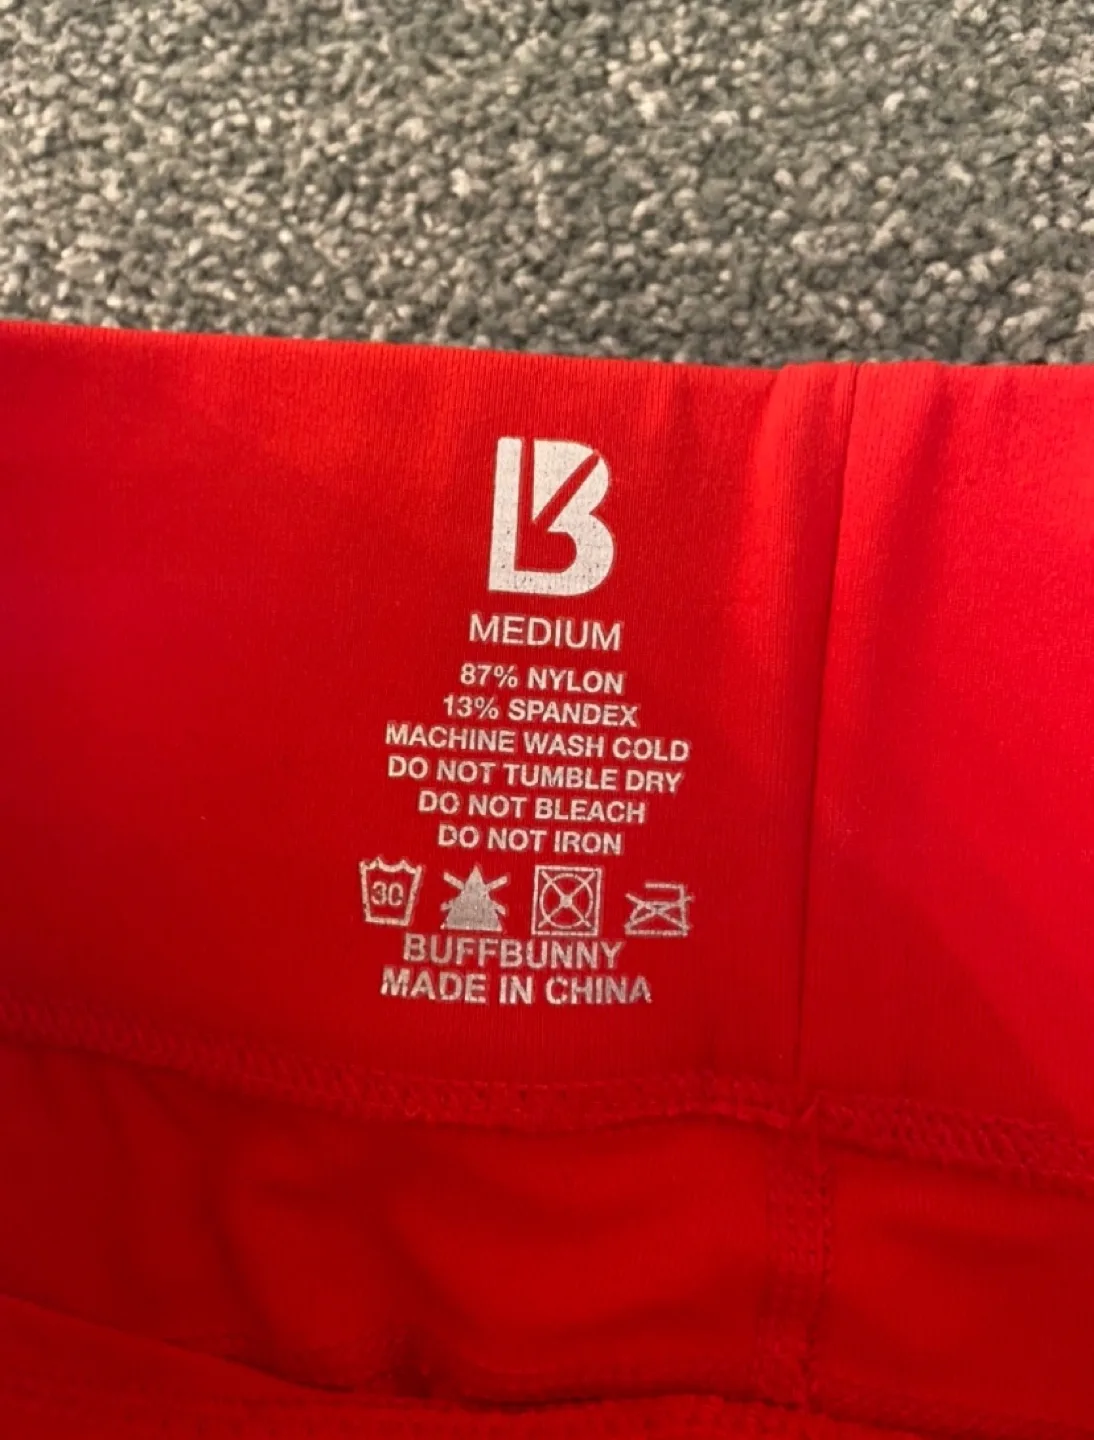 B
MEDIUM
87% NYLON
13% SPANDEX
MACHINE WASH COLD
DO NOT TUMBLE DRY
DO NOT BLEACH
DO NOT IRON
30
BUFFBUNNY
MADE IN CHINA